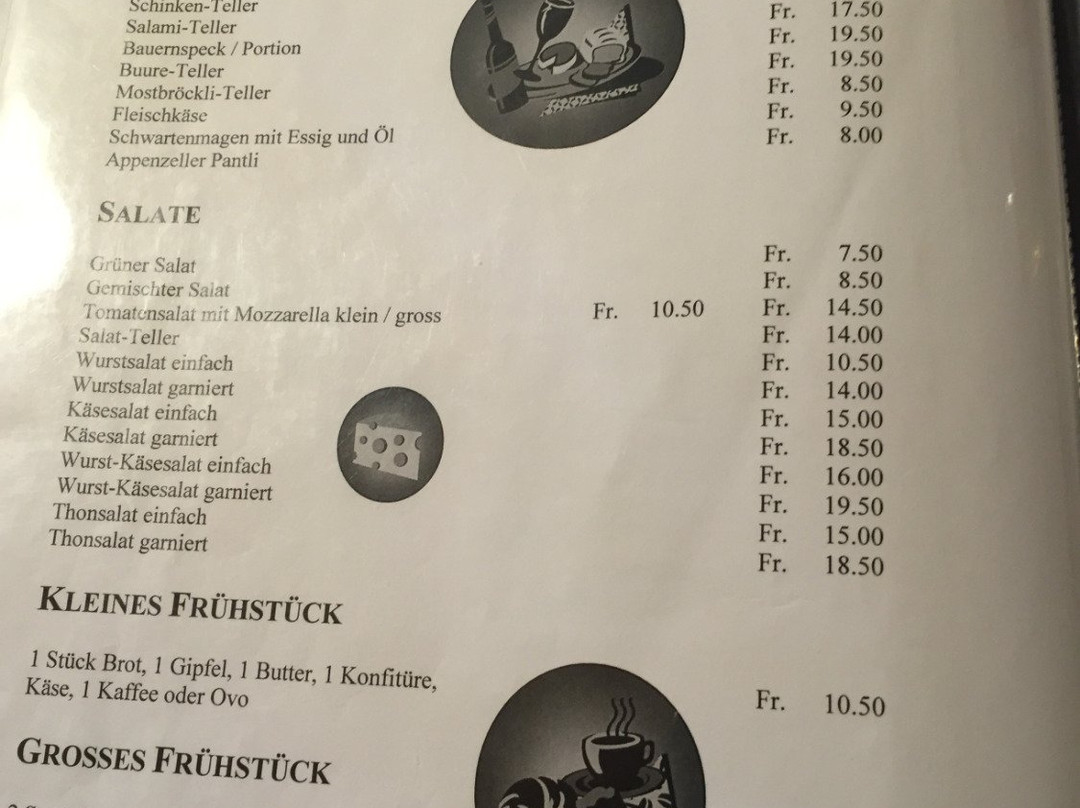 Schinken-Teller
Salami-Teller
Bauernspeck / Portion Fr. 17.50
Buure-Teller Fr. 19.50
Mostbröckli-Teller Fr. 19.50
Fleischkäse Fr. 8.50
Schwartenmagen mit Essig und Öl Fr. 9.50
Appenzeller Pantli Fr. 8.00
SALATE
Grüner Salat Fr. 7.50
Gemischter Salat Fr. 8.50
Tomatensalat mit Mozzarella klein / gross Fr. 10.50 Fr. 14.50
Salat-Teller Fr. 14.00
Wurstsalat einfach Fr. 10.50
Wurstsalat garniert Fr. 14.00
Käsesalat einfach Fr. 15.00
Käsesalat garniert Fr. 18.50
Wurst-Käsesalat einfach Fr. 16.00
Wurst-Käsesalat garniert Fr. 19.50
Thonsalat einfach Fr. 15.00
Thonsalat garniert Fr. 18.50
KLEINES FRÜHSTÜCK
1 Stück Brot, 1 Gipfel, 1 Butter, 1 Konfitüre,
Käse, 1 Kaffee oder Ovo Fr. 10.50
GROSSES FRÜHSTÜCK